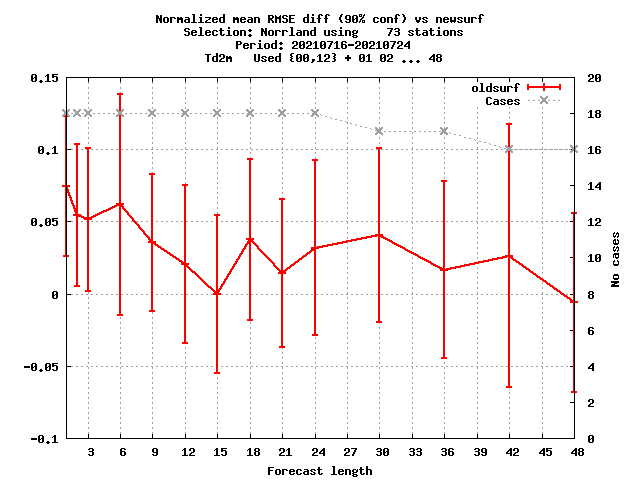 Normalized mean RMSE diff (90% conf) vs newsurf
Selection: Norrland using    73 stations
Period: 20210716-20210724
Td2m   Used {00,12} + 01 02 ... 48
oldsurf
Cases
0.15
0.1
0.05
0
-0.05
-0.1
20
18
16
14
12
10
8
6
4
2
0
No cases
3 6 9 12 15 18 21 24 27 30 33 36 39 42 45 48
Forecast length